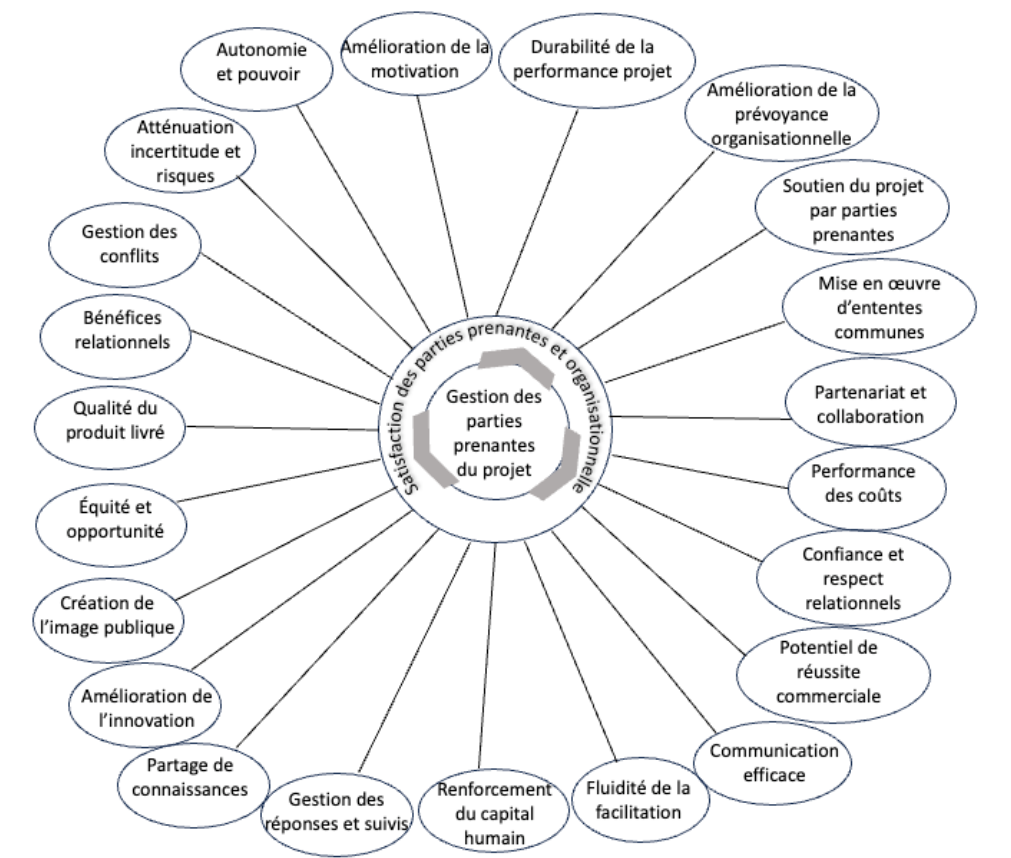 Autonomie
et pouvoir
Amélioration de la
motivation
Durabilité de la
performance projet
Amélioration de la
prévoyance
organisationnelle
Soutien du projet
par parties
prenantes
Mise en œuvre
d’ententes
communes
Partenariat et
collaboration
Performance
des coûts
Confiance et
respect
relationnels
Potentiel de
réussite
commerciale
Communication
efficace
Fluidité de la
facilitation
Renforcement
du capital
humain
Gestion des
réponses et suivis
Partage de
connaissances
Amélioration de
l’innovation
Création de
l’image publique
Équité et
opportunité
Qualité du
produit livré
Bénéfices
relationnels
Gestion des
conflits
Atténuation
incertitude et
risques
Satisfaction des parties prenantes et organisationnelle
Gestion des
parties
prenantes
du projet